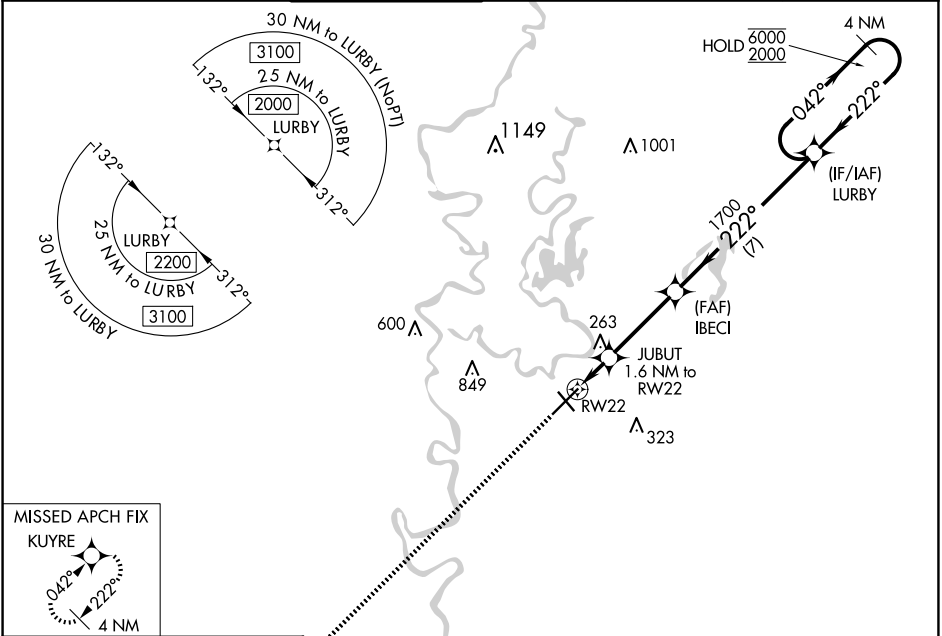 30 NM to LURBY (NoPT)
3100
132°
25 NM to LURBY
2000
LURBY
312°
132°
LURBY
2200
25 NM to LURBY
312°
30 NM to LURBY
3100
4 NM
HOLD 6000
2000
042°
222°
(IF/IAF)
LURBY
1149
1001
1700
222°
(7)
(FAF)
IBECI
600
263
JUBUT
1.6 NM to
RW22
849
RW22
323
MISSED APCH FIX
KUYRE
042°
222°
4 NM